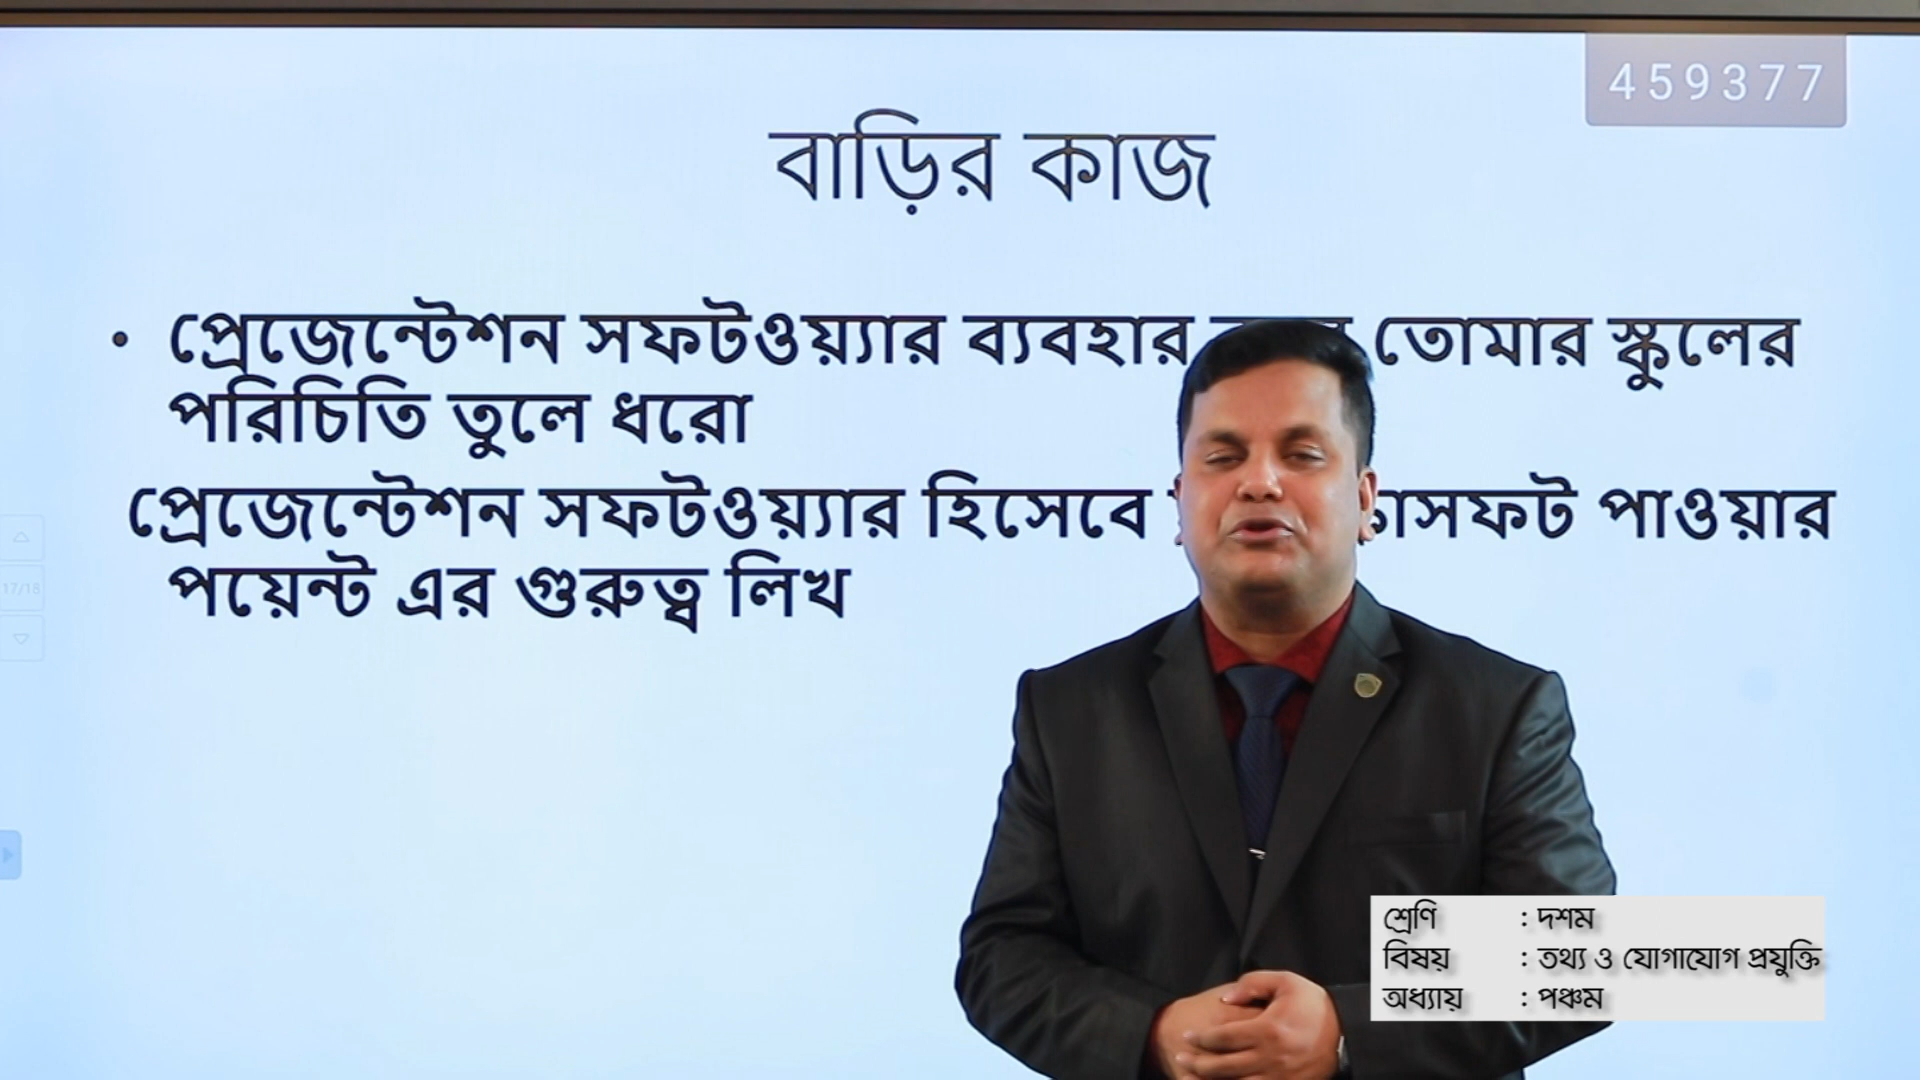 459377
বাড়ির কাজ
• প্রেজেন্টেশন সফটওয়্যার ব্যবহার তোমার স্কুলের
পরিচিতি তুলে ধরো
প্রেজেন্টেশন সফটওয়্যার হিসেবে পাওয়ার
পয়েন্ট এর গুরুত্ব লিখ
17/18
শ্রেণি : দশম
বিষয় : তথ্য ও যোগাযোগ প্রযুক্তি
অধ্যায় : পঞ্চম